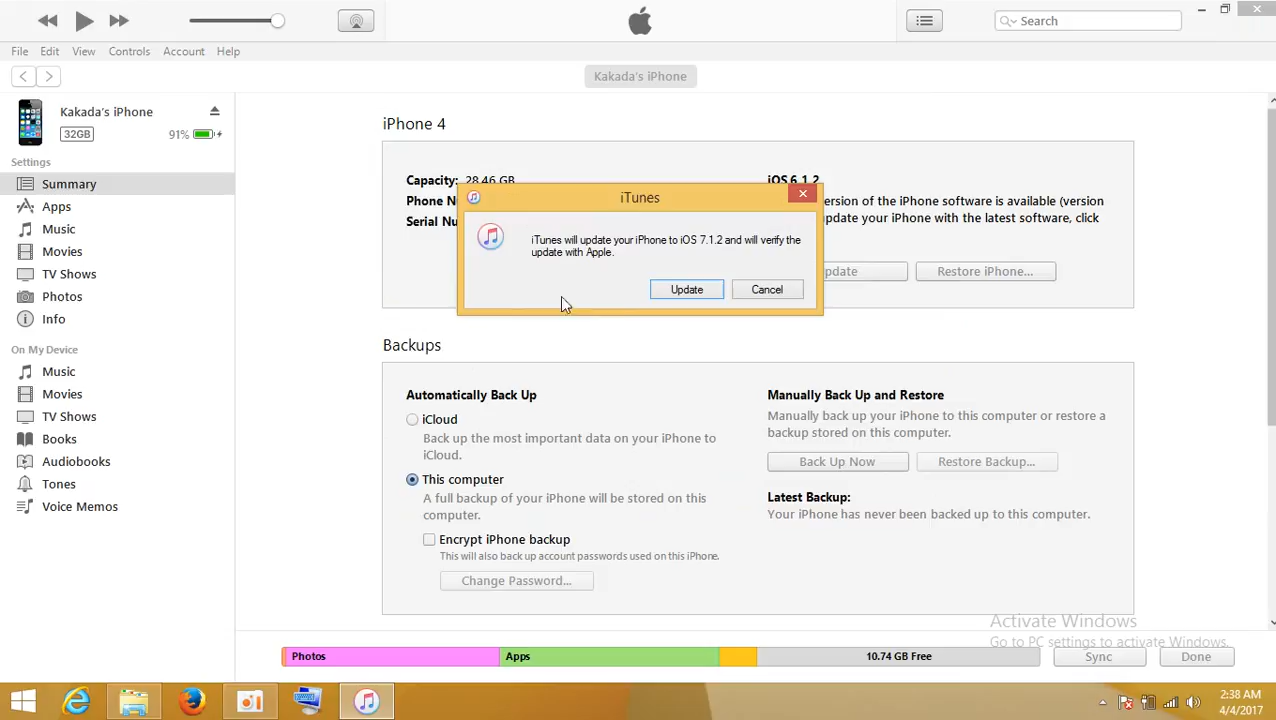 Search
File Edit View Controls Account Help
Kakada's iPhone
Kakada's iPhone
32GB
91%
Settings
Summary
Apps
Music
Movies
TV Shows
Photos
Info
On My Device
Music
Movies
TV Shows
Books
Audiobooks
Tones
Voice Memos
iPhone 4
Capacity: 28.46 GB
Phone N
Serial Nu
iOS 6.1.2
ersion of the iPhone software is available (version
update your iPhone with the latest software, click
pdate
Restore iPhone...
iTunes
iTunes will update your iPhone to iOS 7.1.2 and will verify the
update with Apple.
Update Cancel
Backups
Automatically Back Up
iCloud
Back up the most important data on your iPhone to
iCloud.
This computer
A full backup of your iPhone will be stored on this
computer.
Encrypt iPhone backup
This will also back up account passwords used on this iPhone.
Change Password...
Manually Back Up and Restore
Manually back up your iPhone to this computer or restore a
backup stored on this computer.
Back Up Now Restore Backup...
Latest Backup:
Your iPhone has never been backed up to this computer.
Activate Windows
Go to PC settings to activate Windows.
Photos Apps 10.74 GB Free Sync Done
2:38 AM
4/4/2017